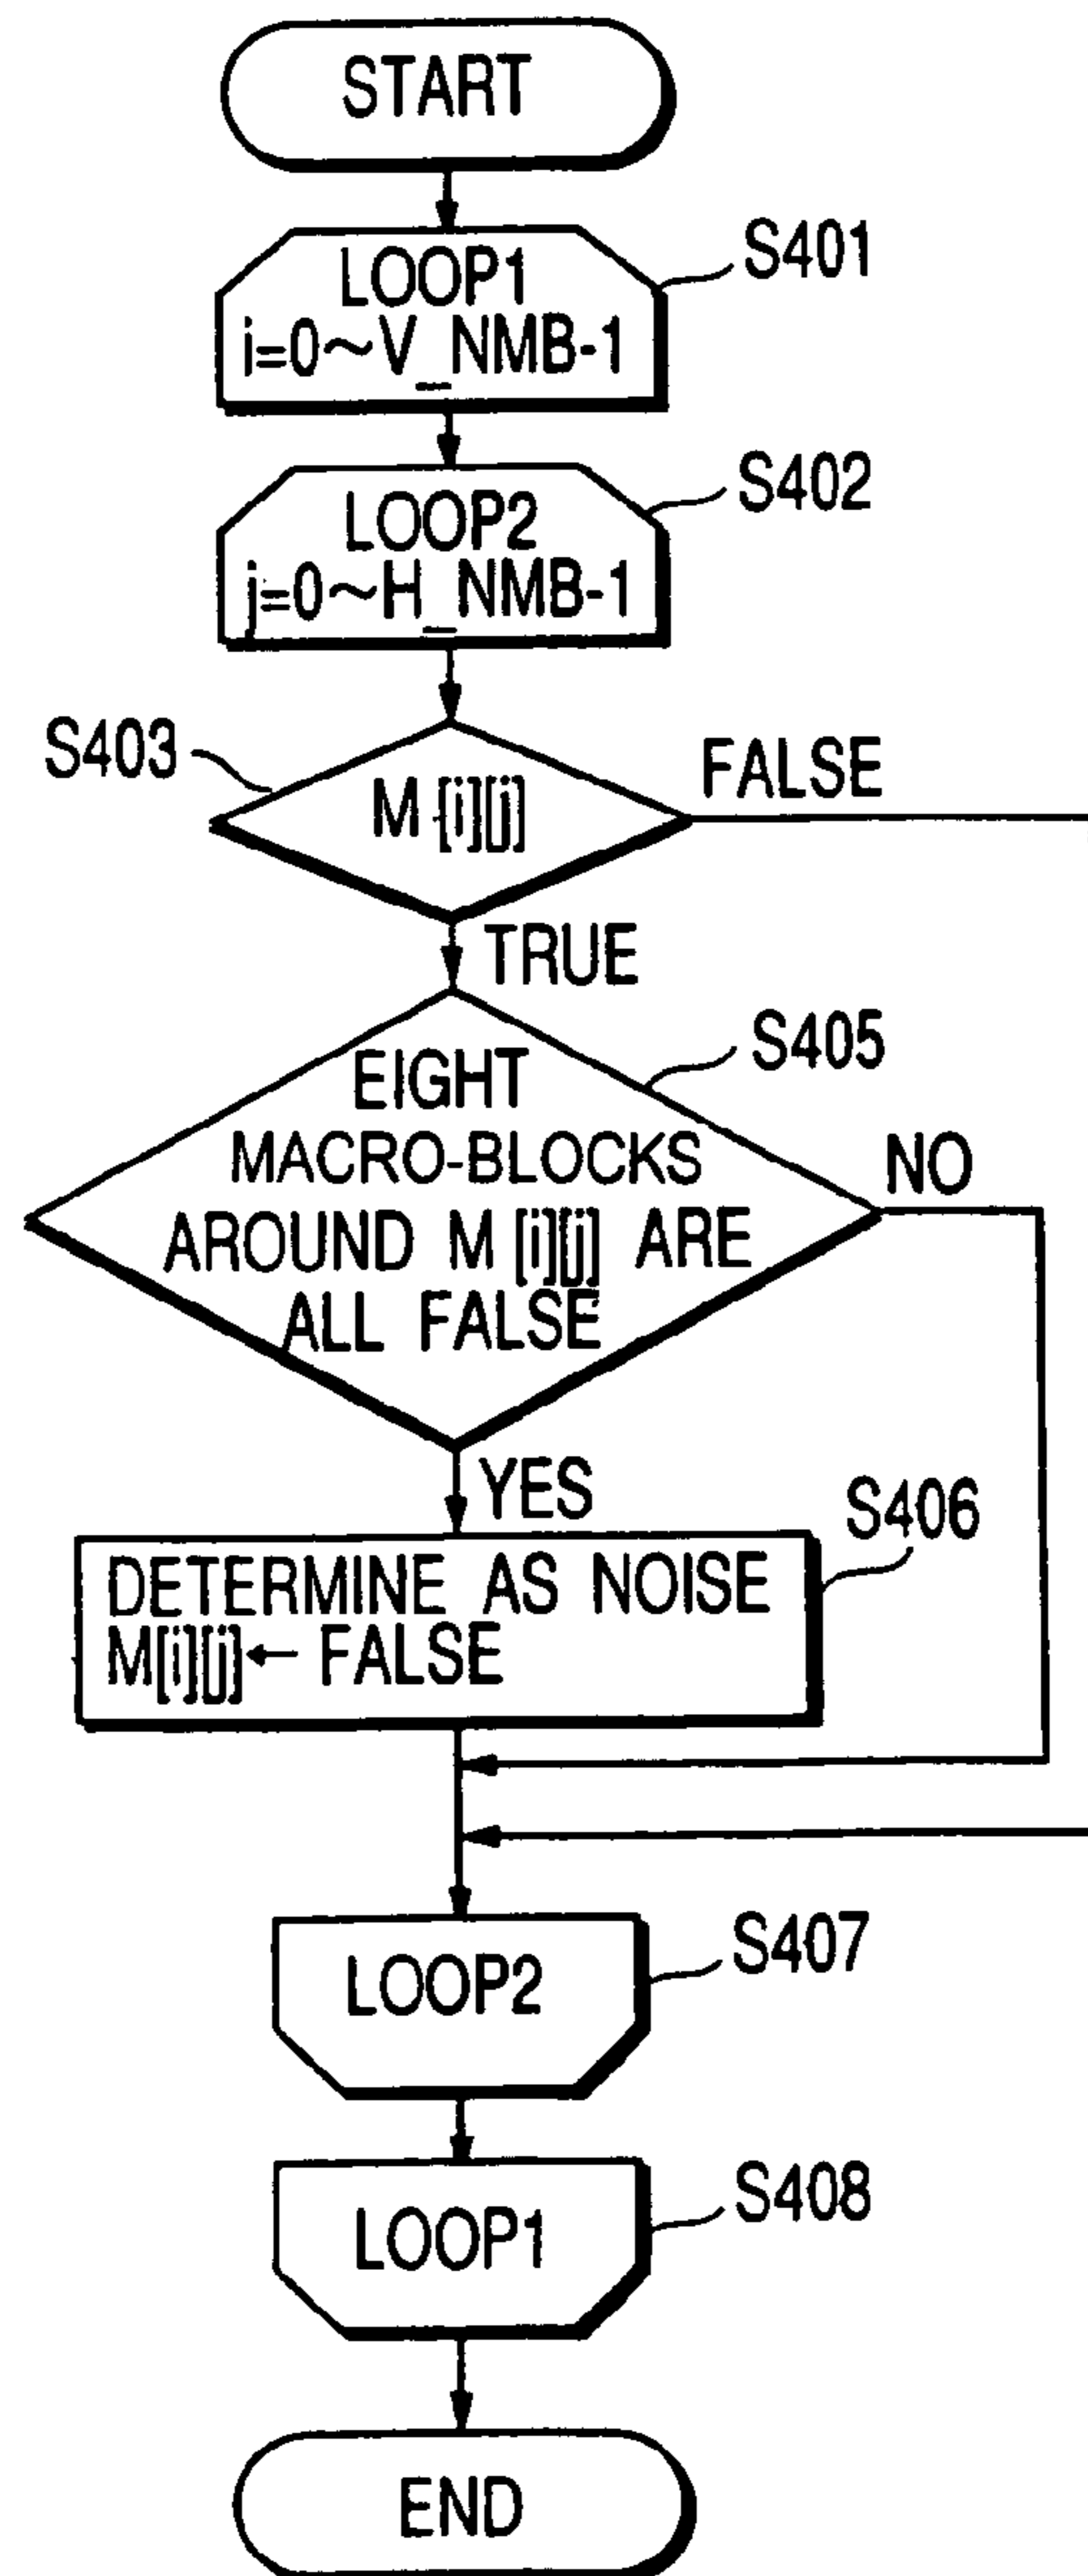 START
LOOP1
i=0~V_NMB-1
S401
LOOP2
j=0~H_NMB-1
S402
S403
M [i][j]
FALSE
TRUE
EIGHT
MACRO-BLOCKS
AROUND M [i][j] ARE
ALL FALSE
S405
NO
YES
DETERMINE AS NOISE
M[i][j]← FALSE
S406
LOOP2
S407
LOOP1
S408
END